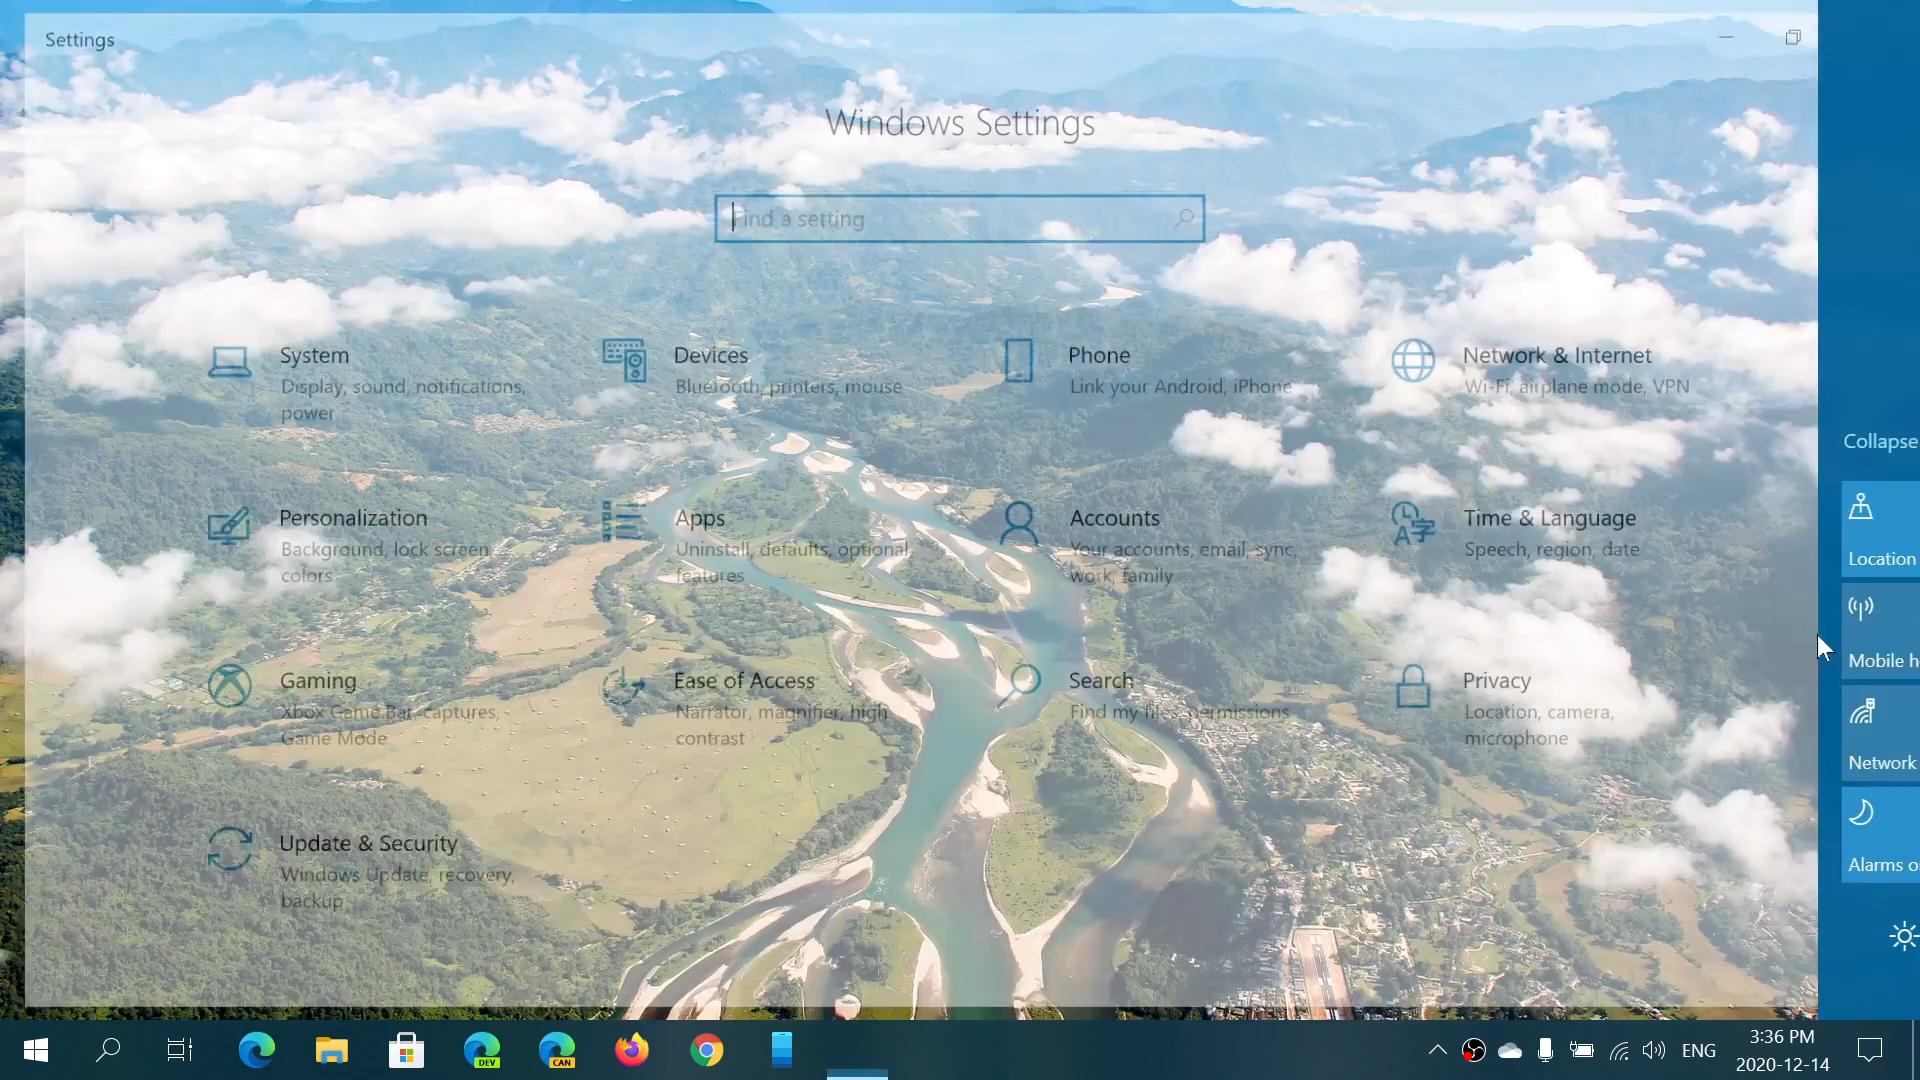 Settings
Windows Settings
Find a setting
System
Display, sound, notifications,
power
Devices
Bluetooth, printers, mouse
Phone
Link your Android, iPhone
Network & Internet
Wi-Fi, airplane mode, VPN
Personalization
Background, lock screen,
colors
Apps
Uninstall, defaults, optional
features
Accounts
Your accounts, email, sync,
work, family
Time & Language
Speech, region, date
Gaming
Xbox Game Bar, captures,
Game Mode
Ease of Access
Narrator, magnifier, high
contrast
Search
Find my files, permissions
Privacy
Location, camera,
microphone
Update & Security
Windows Update, recovery,
backup
Collapse
Location
Mobile h
Network
Alarms o
DEV
CAN
ENG
3:36 PM
2020-12-14